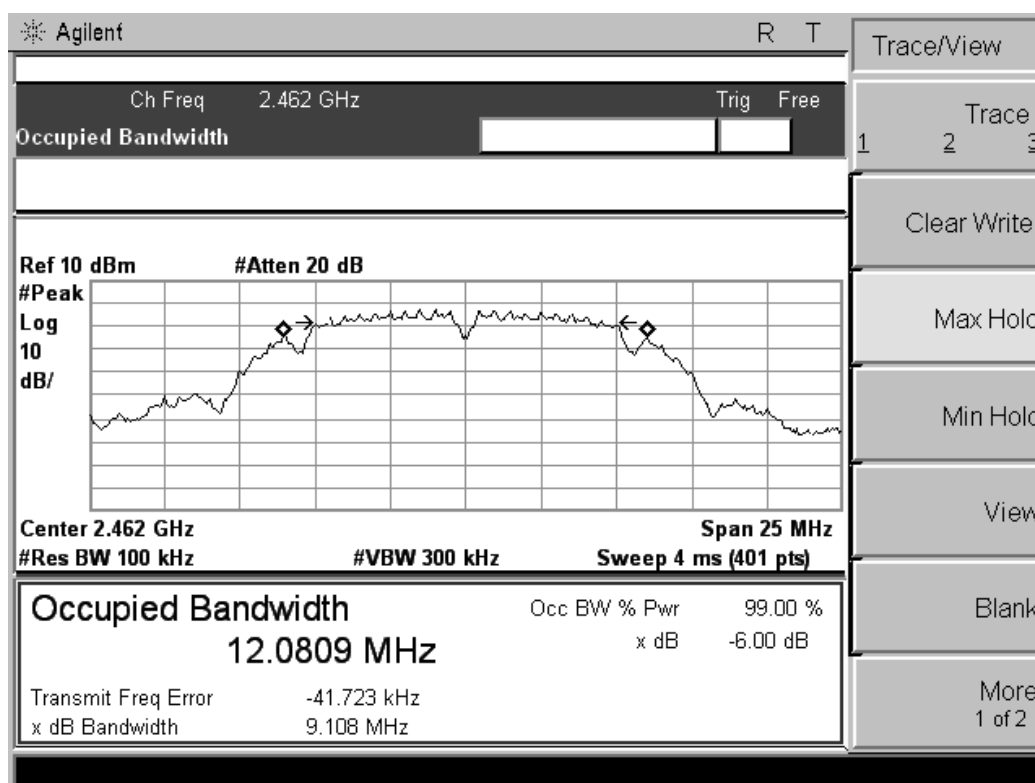 Agilent R T
Trace/View
Ch Freq 2.462 GHz Trig Free
Occupied Bandwidth
Trace
1 2 3
Clear Write
Max Hold
Min Hold
View
Blank
More
1 of 2
Ref 10 dBm #Atten 20 dB
#Peak
Log
10
dB/
Center 2.462 GHz Span 25 MHz
#Res BW 100 kHz #VBW 300 kHz Sweep 4 ms (401 pts)
Occupied Bandwidth
12.0809 MHz
Occ BW % Pwr 99.00 %
x dB -6.00 dB
Transmit Freq Error -41.723 kHz
x dB Bandwidth 9.108 MHz